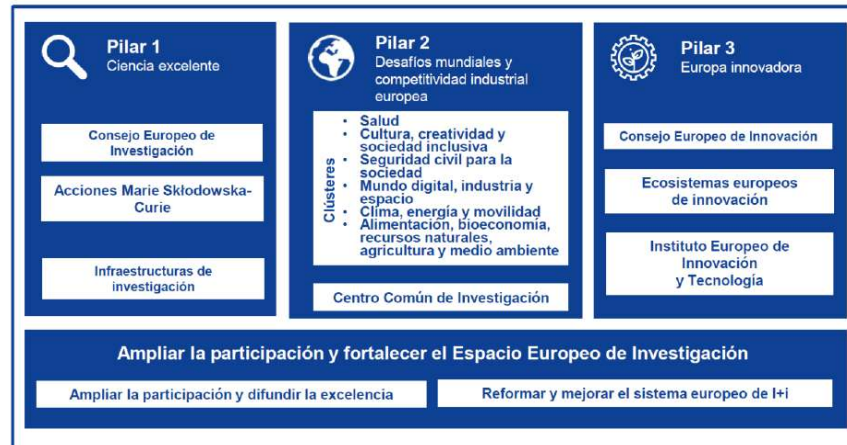 Pilar 1
Ciencia excelente
Consejo Europeo de
Investigación
Acciones Marie Skłodowska-
Curie
Infraestructuras de
investigación
Pilar 2
Desafíos mundiales y
competitividad industrial
europea
Clústeres
• Salud
• Cultura, creatividad y
sociedad inclusiva
• Seguridad civil para la
sociedad
• Mundo digital, industria y
espacio
• Clima, energía y movilidad
• Alimentación, bioeconomía,
recursos naturales,
agricultura y medio ambiente
Centro Común de Investigación
Pilar 3
Europa innovadora
Consejo Europeo de Innovación
Ecosistemas europeos
de innovación
Instituto Europeo de
Innovación
y Tecnología
Ampliar la participación y fortalecer el Espacio Europeo de Investigación
Ampliar la participación y difundir la excelencia
Reformar y mejorar el sistema europeo de I+i